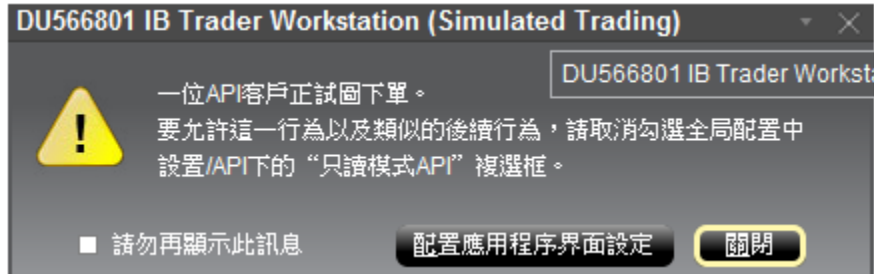 DU566801 IB Trader Workstation (Simulated Trading)
DU566801 IB Trader Worksta
一位API客戶正試圖下單。
要允許這一行為以及類似的後續行為，請取消勾選全局配置中
設置/API下的“只讀模式API”複選框。
請勿再顯示此訊息
配置應用程序界面設定
關閉